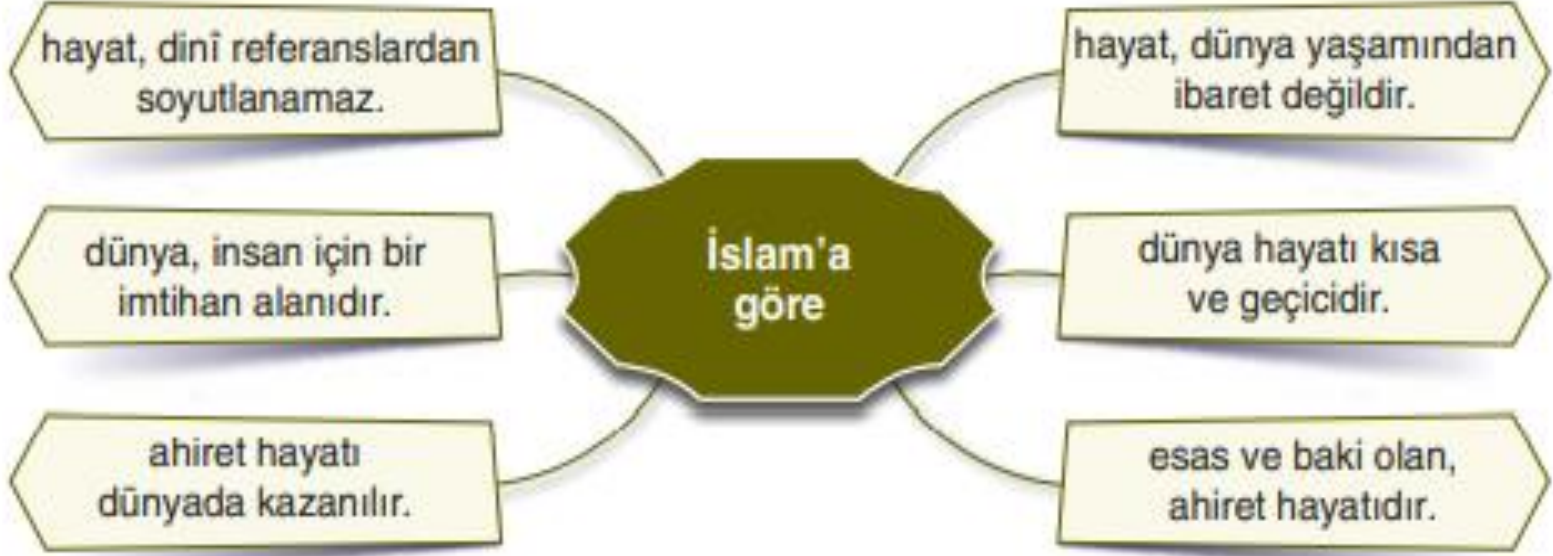 hayat, dinî referanslardan
soyutlanamaz.
dünya, insan için bir
imtihan alanıdır.
ahiret hayatı
dünyada kazanılır.
İslam'a
göre
hayat, dünya yaşamından
ibaret değildir.
dünya hayatı kısa
ve geçicidir.
esas ve baki olan,
ahiret hayatıdır.